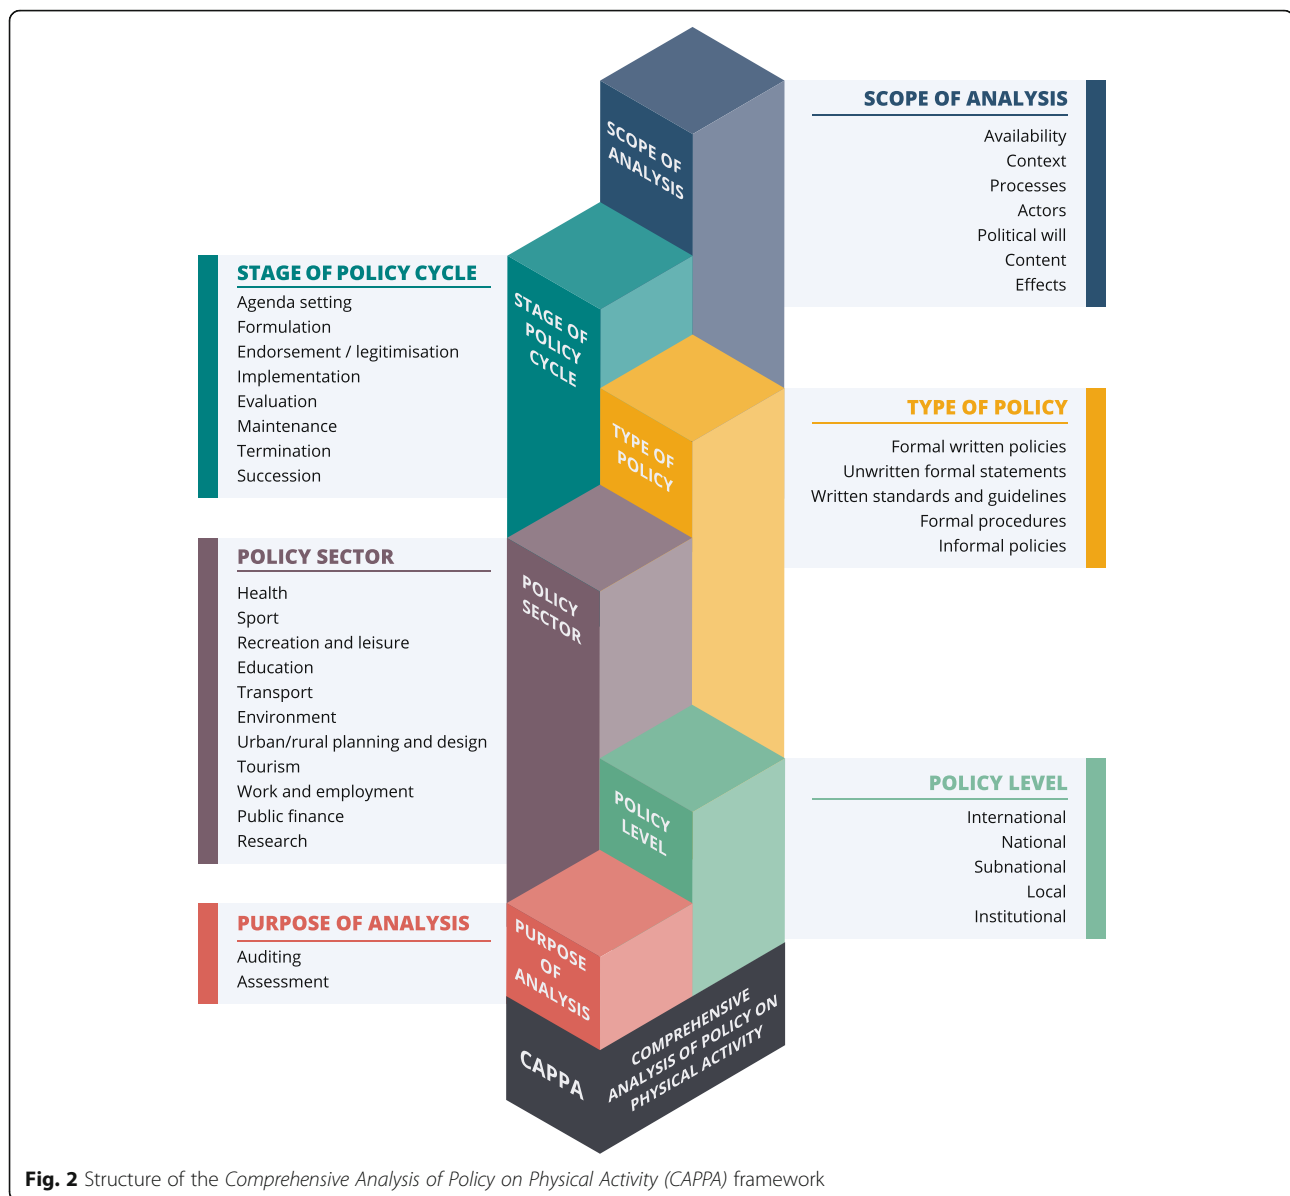 SCOPE OF
ANALYSIS
SCOPE OF ANALYSIS
Availability
Context
Processes
Actors
Political will
Content
Effects
STAGE OF POLICY CYCLE
Agenda setting
Formulation
Endorsement / legitimisation
Implementation
Evaluation
Maintenance
Termination
Succession
STAGE OF
POLICY
CYCLE
TYPE OF
POLICY
TYPE OF POLICY
Formal written policies
Unwritten formal statements
Written standards and guidelines
Formal procedures
Informal policies
POLICY SECTOR
Health
Sport
Recreation and leisure
Education
Transport
Environment
Urban/rural planning and design
Tourism
Work and employment
Public finance
Research
POLICY
SECTOR
POLICY
LEVEL
POLICY LEVEL
International
National
Subnational
Local
Institutional
PURPOSE OF ANALYSIS
Auditing
Assessment
PURPOSE
OF
ANALYSIS
CAPPA
COMPREHENSIVE
ANALYSIS OF POLICY ON
PHYSICAL ACTIVITY
Fig. 2 Structure of the Comprehensive Analysis of Policy on Physical Activity (CAPPA) framework